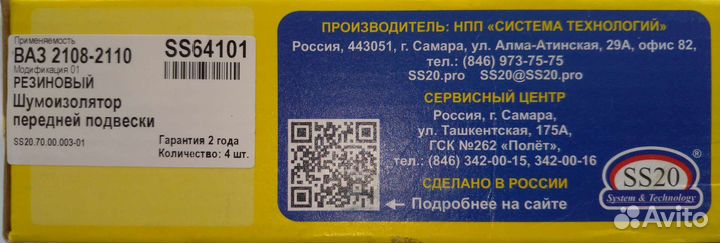 Применяемость
ВАЗ 2108-2110
SS64101
Модификация 01
РЕЗИНОВЫЙ
Шумоизолятор
передней подвески
SS20.70.00.003-01
Гарантия 2 года
Количество: 4 шт.
ПРОИЗВОДИТЕЛЬ: НПП «СИСТЕМА ТЕХНОЛОГИЙ»
Россия, 443051, г. Самара, ул. Алма-Атинская, 29А, офис 82,
тел.: (846) 973-75-75
SS20.pro SS20@SS20.pro
СЕРВИСНЫЙ ЦЕНТР
Россия, г. Самара,
ул. Ташкентская, 175А,
ГСК №262 «Полёт»,
тел.: (846) 342-00-15, 342-00-16
СДЕЛАНО В РОССИИ
Подробнее на сайте
SS20
System & Technology
®
Avito